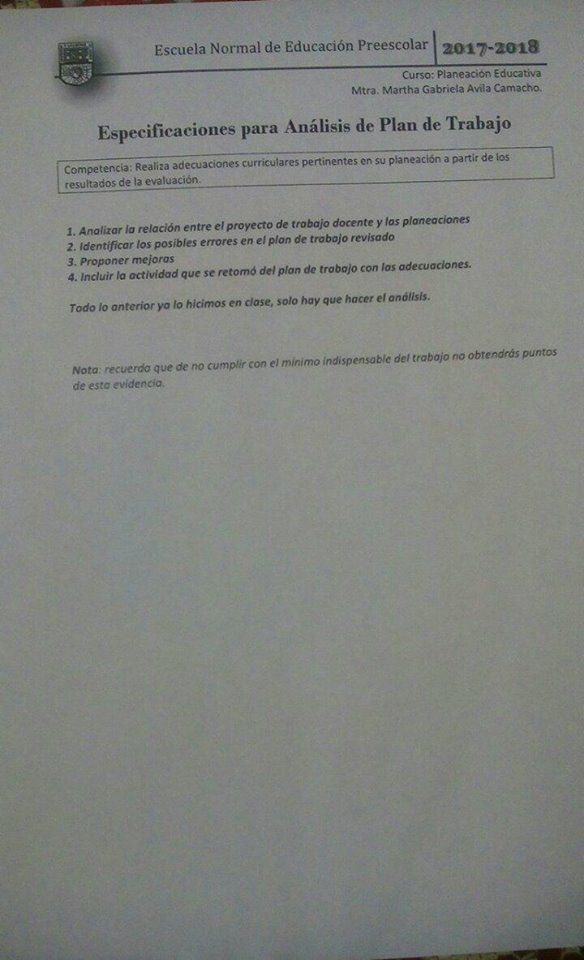 Escuela Normal de Educación Preescolar 2017-2018
Curso: Planeación Educativa
Mtra. Martha Gabriela Avila Camacho.
Especificaciones para Análisis de Plan de Trabajo
Competencia: Realiza adecuaciones curriculares pertinentes en su planeación a partir de los
resultados de la evaluación.
1. Analizar la relación entre el proyecto de trabajo docente y las planeaciones
2. Identificar los posibles errores en el plan de trabajo revisado
3. Proponer mejoras
4. Incluir la actividad que se retomó del plan de trabajo con las adecuaciones.
Todo lo anterior ya lo hicimos en clase, solo hay que hacer el análisis.
Nota: recuerda que de no cumplir con el mínimo indispensable del trabajo no obtendrás puntos
de esta evidencia.